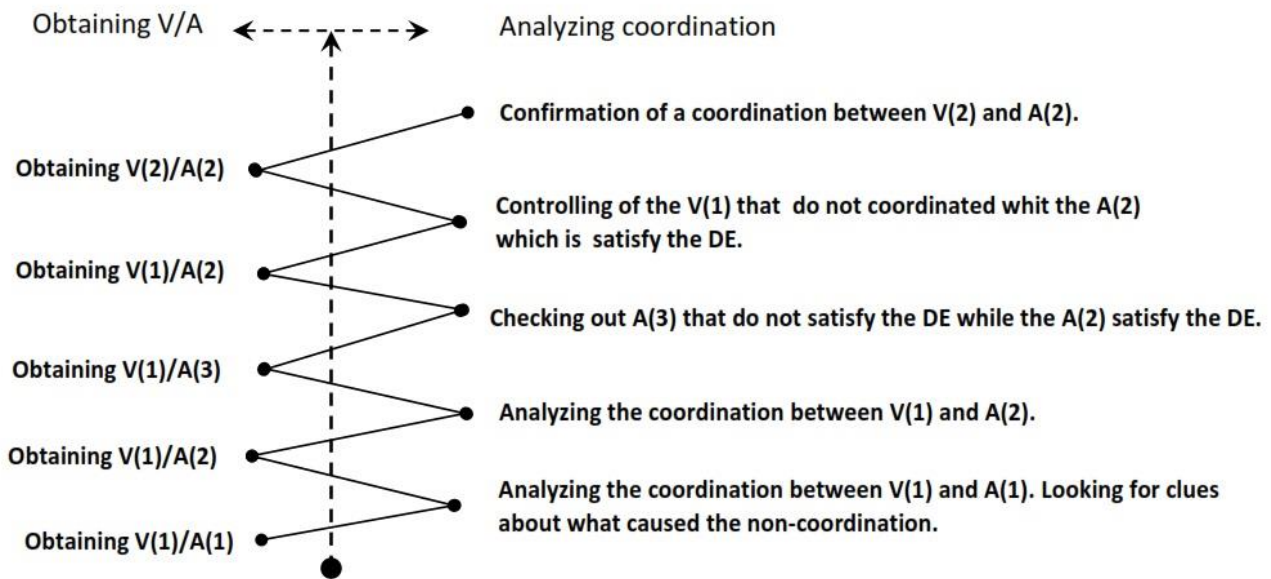 Obtaining V/A
Analyzing coordination
Confirmation of a coordination between V(2) and A(2).
Obtaining V(2)/A(2)
Controlling of the V(1) that do not coordinated whit the A(2)
which is satisfy the DE.
Obtaining V(1)/A(2)
Checking out A(3) that do not satisfy the DE while the A(2) satisfy the DE.
Obtaining V(1)/A(3)
Analyzing the coordination between V(1) and A(2).
Obtaining V(1)/A(2)
Analyzing the coordination between V(1) and A(1). Looking for clues
about what caused the non-coordination.
Obtaining V(1)/A(1)